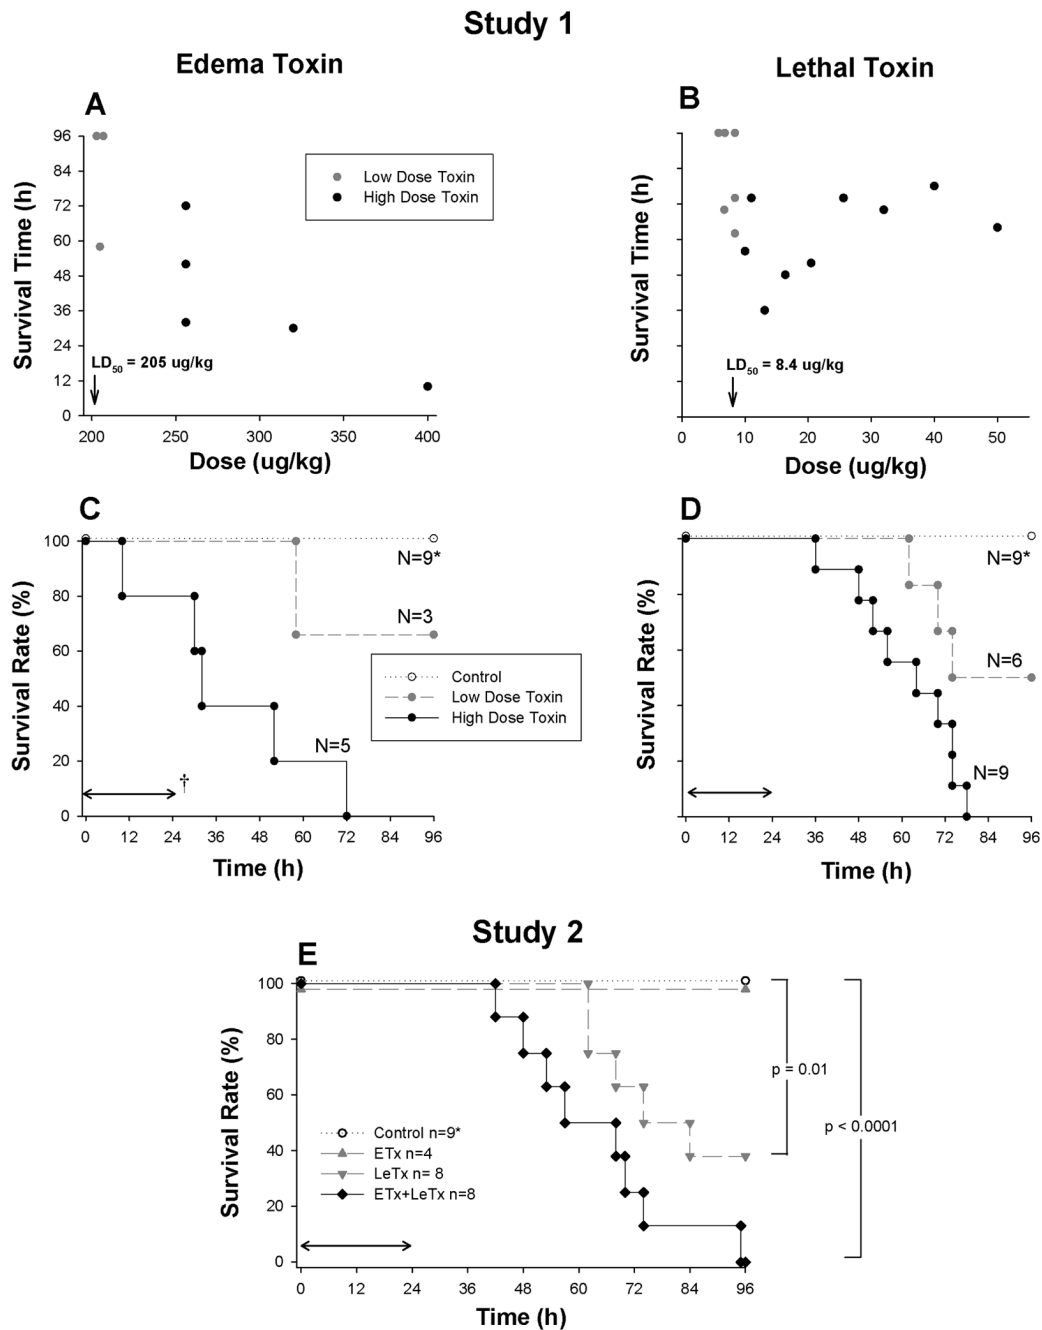 Study 1
Edema Toxin
Lethal Toxin
A
Survival Time (h)
96
84
72
60
48
36
24
12
0
Low Dose Toxin
High Dose Toxin
LD50 = 205 ug/kg
200 250 300 350 400
Dose (ug/kg)
B
Survival Time (h)
LD50 = 8.4 ug/kg
0 10 20 30 40 50
Dose (ug/kg)
C
Survival Rate (%)
100
80
60
40
20
0
N=9*
N=3
N=5
†
Control
Low Dose Toxin
High Dose Toxin
0 12 24 36 48 60 72 84 96
Time (h)
D
Survival Rate (%)
N=9*
N=6
N=9
0 12 24 36 48 60 72 84 96
Time (h)
Study 2
E
Survival Rate (%)
100
80
60
40
20
0
Control n=9*
ETx n=4
LeTx n= 8
ETx+LeTx n=8
p = 0.01
p < 0.0001
0 12 24 36 48 60 72 84 96
Time (h)